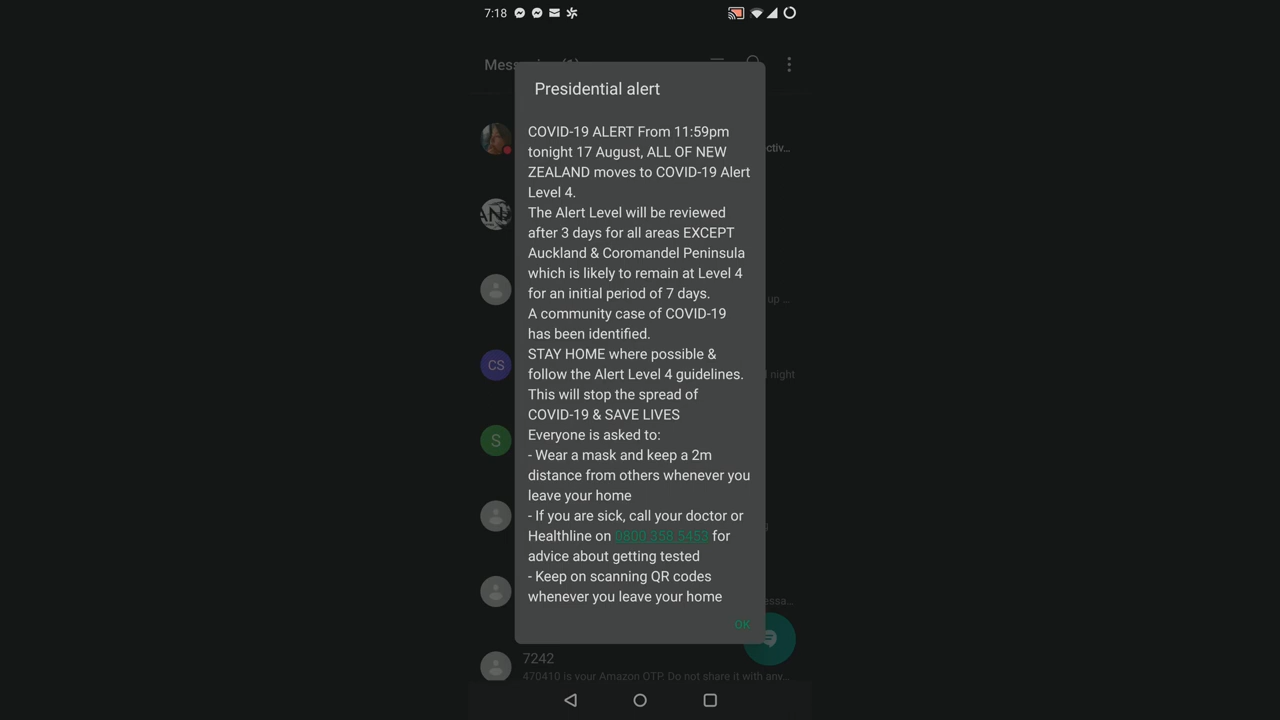 7:18
Mess
Presidential alert
COVID-19 ALERT From 11:59pm
tonight 17 August, ALL OF NEW
ZEALAND moves to COVID-19 Alert
Level 4.
The Alert Level will be reviewed
after 3 days for all areas EXCEPT
Auckland & Coromandel Peninsula
which is likely to remain at Level 4
for an initial period of 7 days.
A community case of COVID-19
has been identified.
STAY HOME where possible &
follow the Alert Level 4 guidelines.
This will stop the spread of
COVID-19 & SAVE LIVES
Everyone is asked to:
- Wear a mask and keep a 2m
distance from others whenever you
leave your home
- If you are sick, call your doctor or
Healthline on 0800 358 5453 for
advice about getting tested
- Keep on scanning QR codes
whenever you leave your home
OK
ctiv…
AN
up …
CS
night
S
essa…
7242
470410 is your Amazon OTP. Do not share it with any…